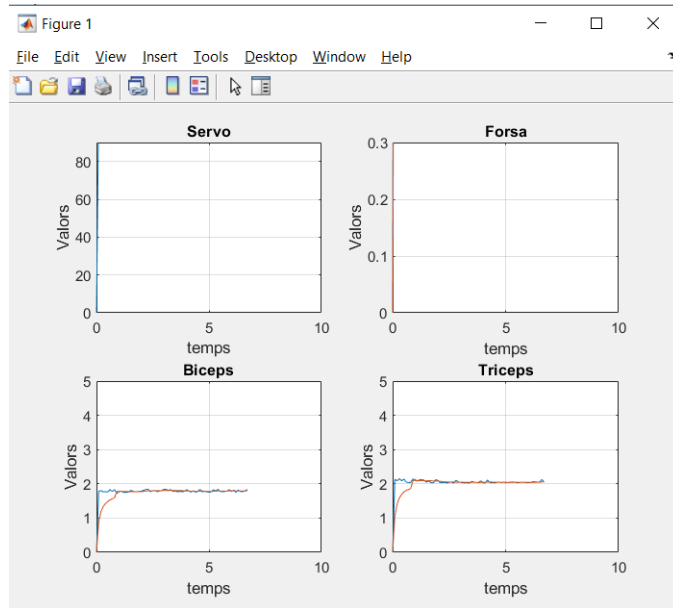 Figure 1
File Edit View Insert Tools Desktop Window Help
Servo
80
60
40
20
0
Valors
0 5 10
temps
Forsa
0.3
0.2
0.1
0
Valors
0 5 10
temps
Biceps
5
4
3
2
1
0
Valors
0 5 10
temps
Triceps
5
4
3
2
1
0
Valors
0 5 10
temps